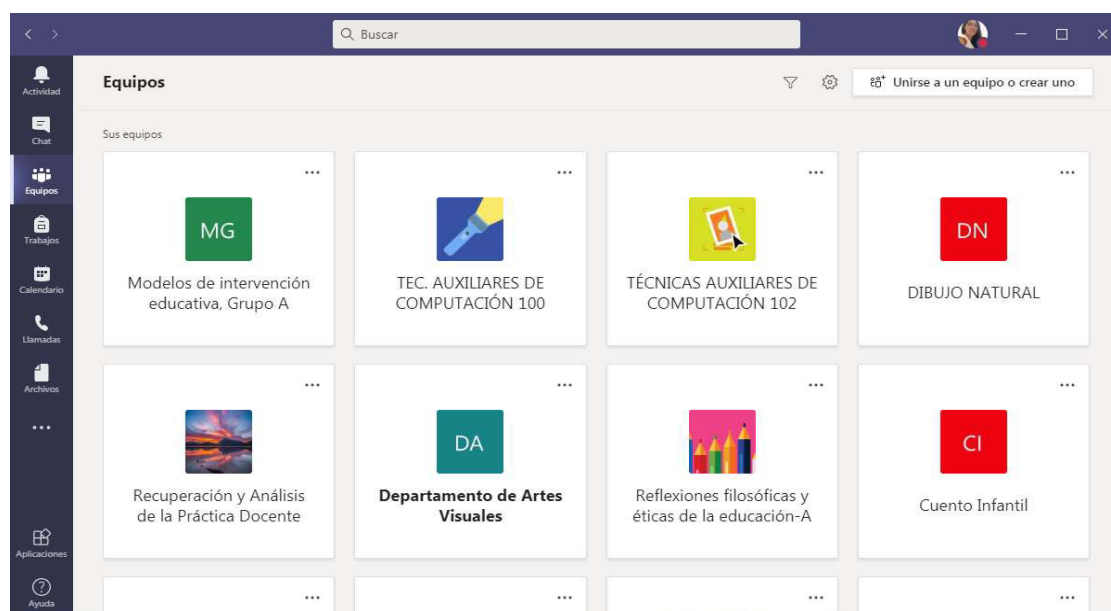 Buscar
Actividad
Chat
Equipos
Trabajos
Calendario
Llamadas
Archivos
Aplicaciones
Ayuda
Equipos
Unirse a un equipo o crear uno
Sus equipos
MG
Modelos de intervención
educativa, Grupo A
TEC. AUXILIARES DE
COMPUTACIÓN 100
TÉCNICAS AUXILIARES DE
COMPUTACIÓN 102
DN
DIBUJO NATURAL
Recuperación y Análisis
de la Práctica Docente
DA
Departamento de Artes
Visuales
Reflexiones filosóficas y
éticas de la educación-A
CI
Cuento Infantil